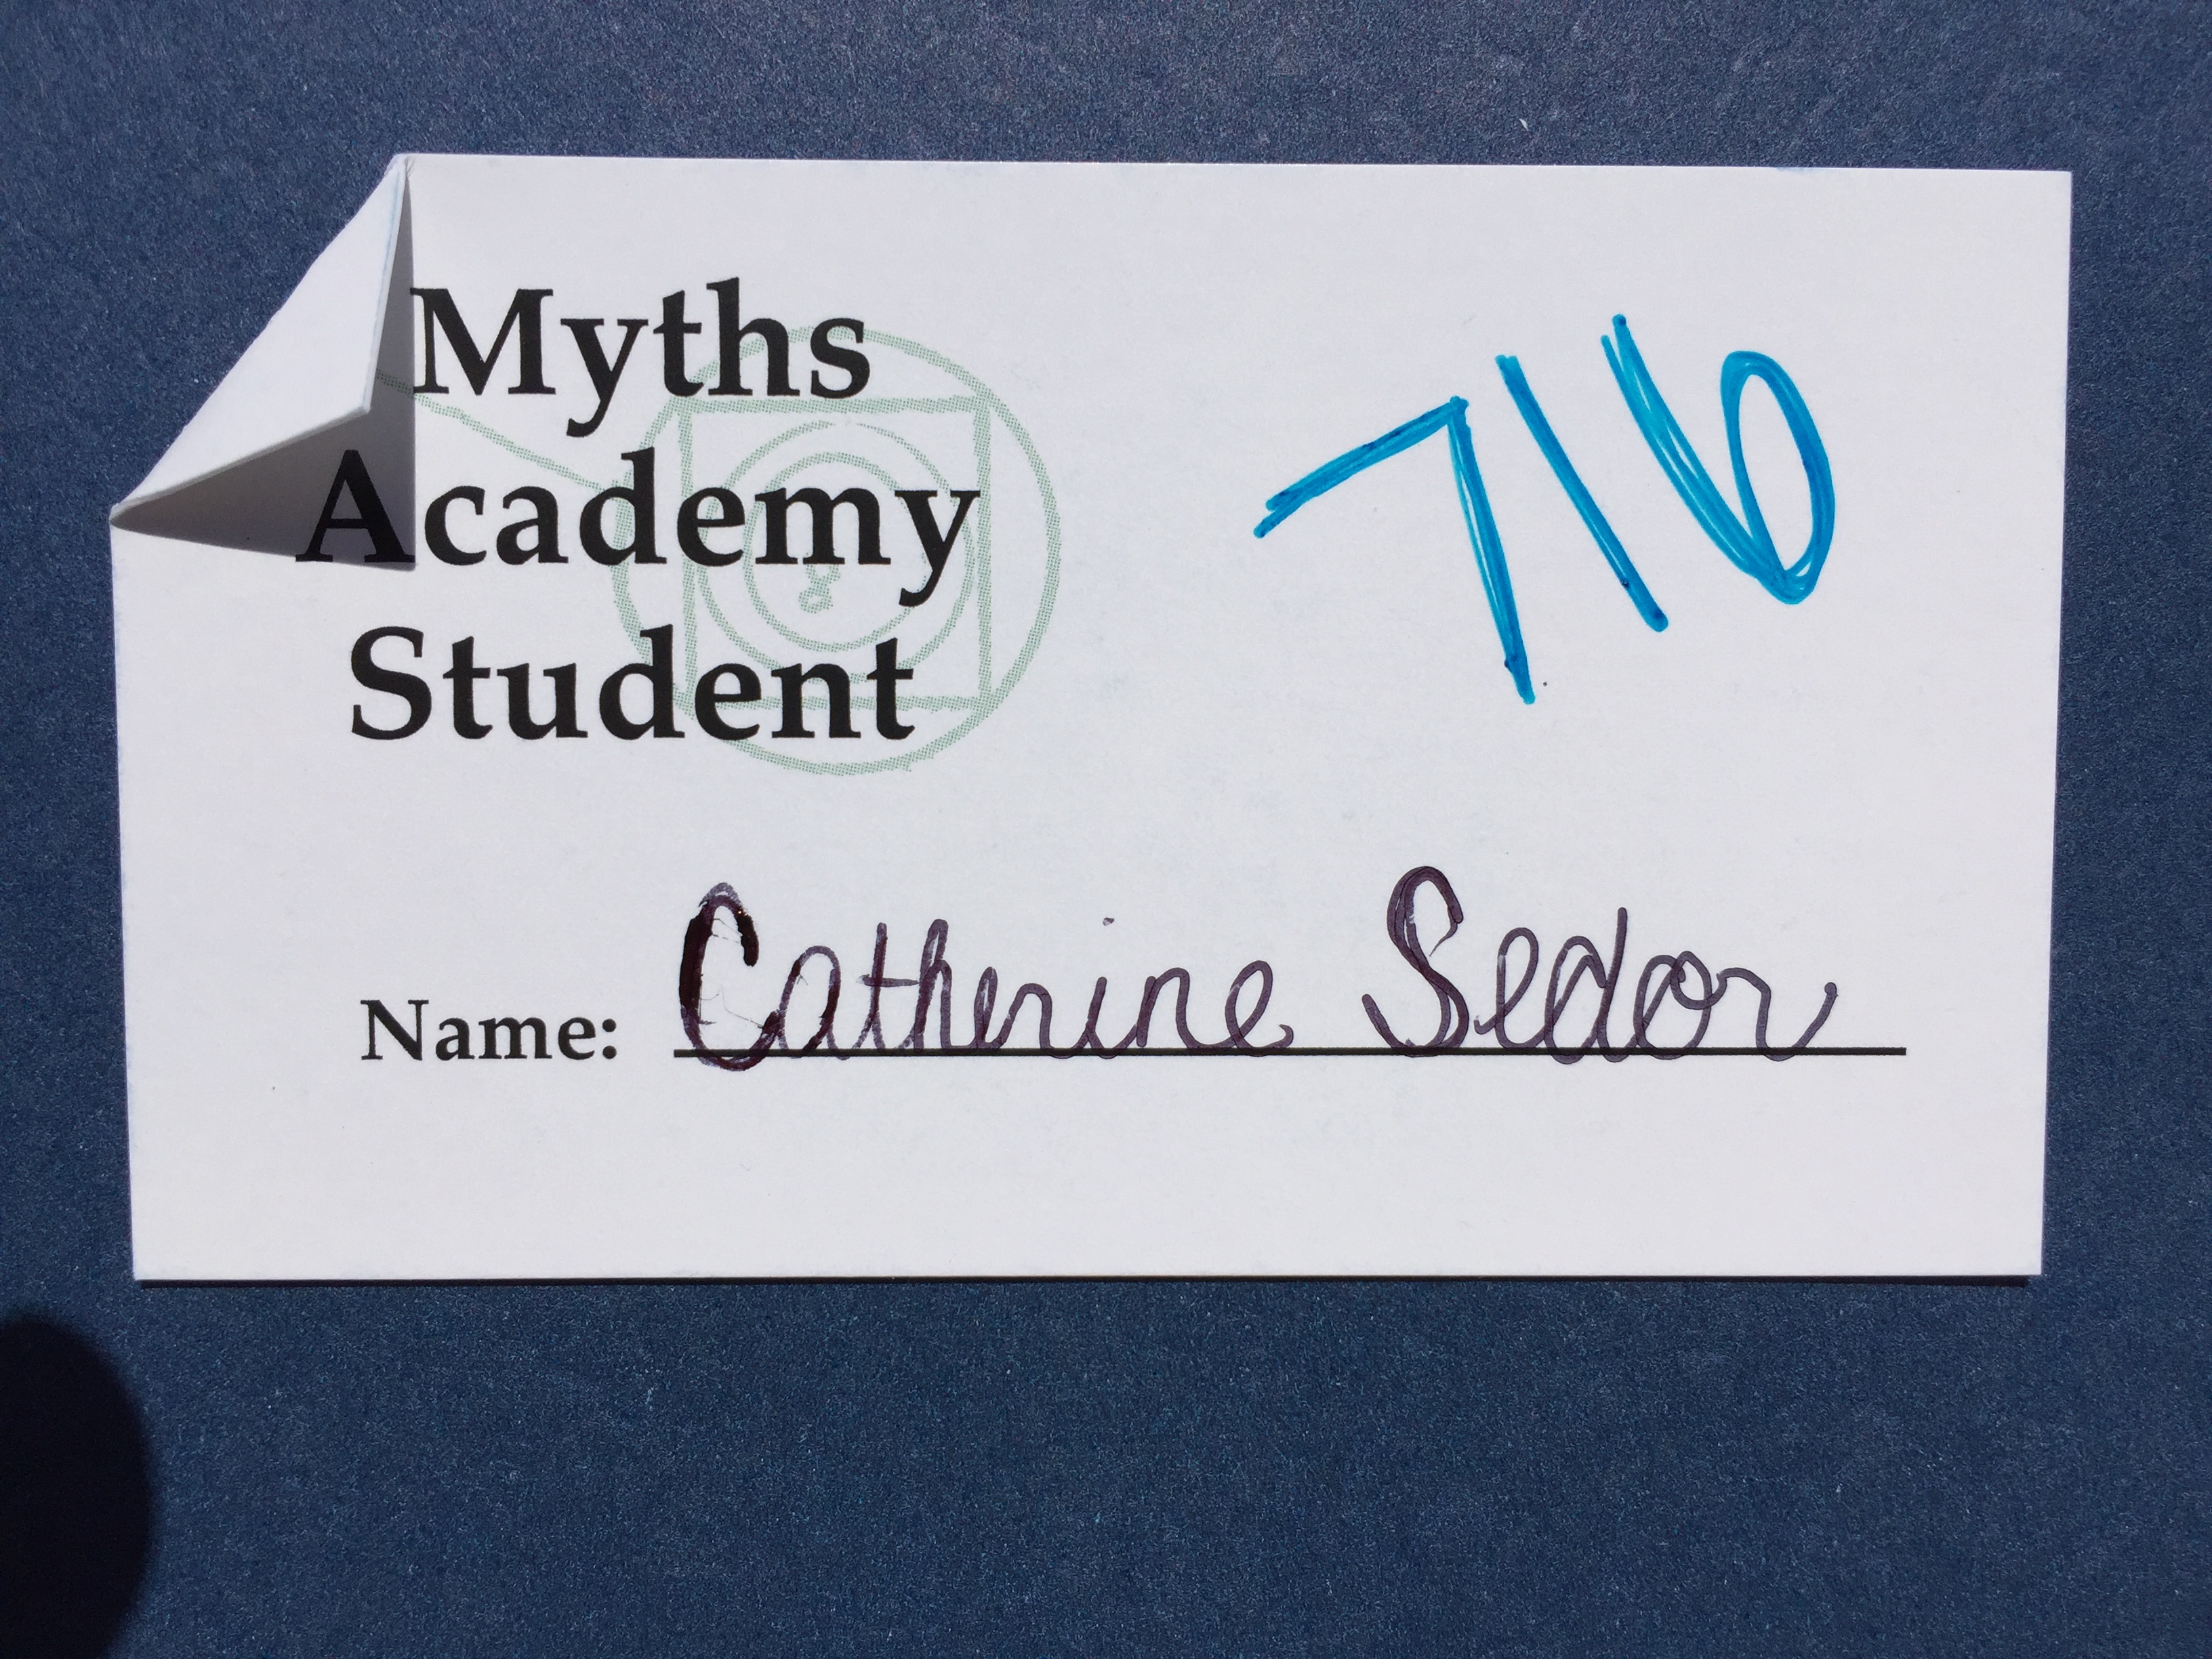 Myths
Academy
Student
716
Name: Catherine Sedor